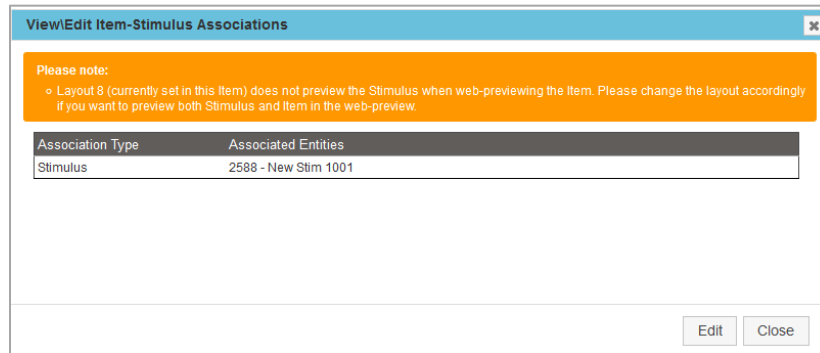 View\Edit Item-Stimulus Associations
Please note:
Layout 8 (currently set in this Item) does not preview the Stimulus when web-previewing the Item. Please change the layout accordingly
if you want to preview both Stimulus and Item in the web-preview.
Association Type Associated Entities
Stimulus 2588 - New Stim 1001
Edit Close